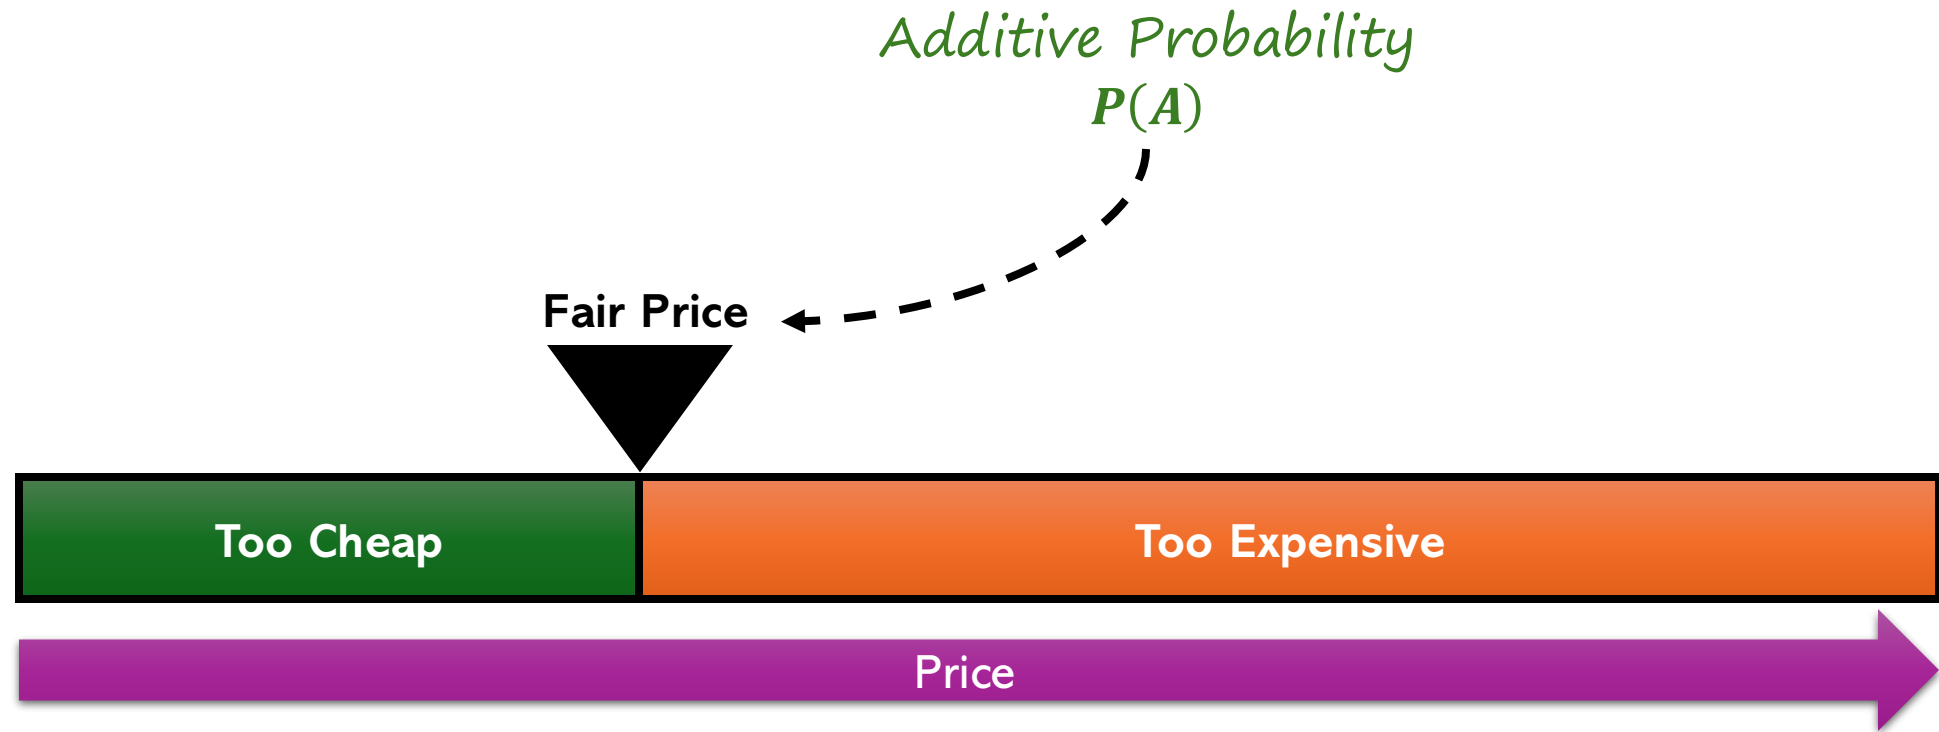 Additive Probability
P(A)
Fair Price
Too Cheap
Too Expensive
Price